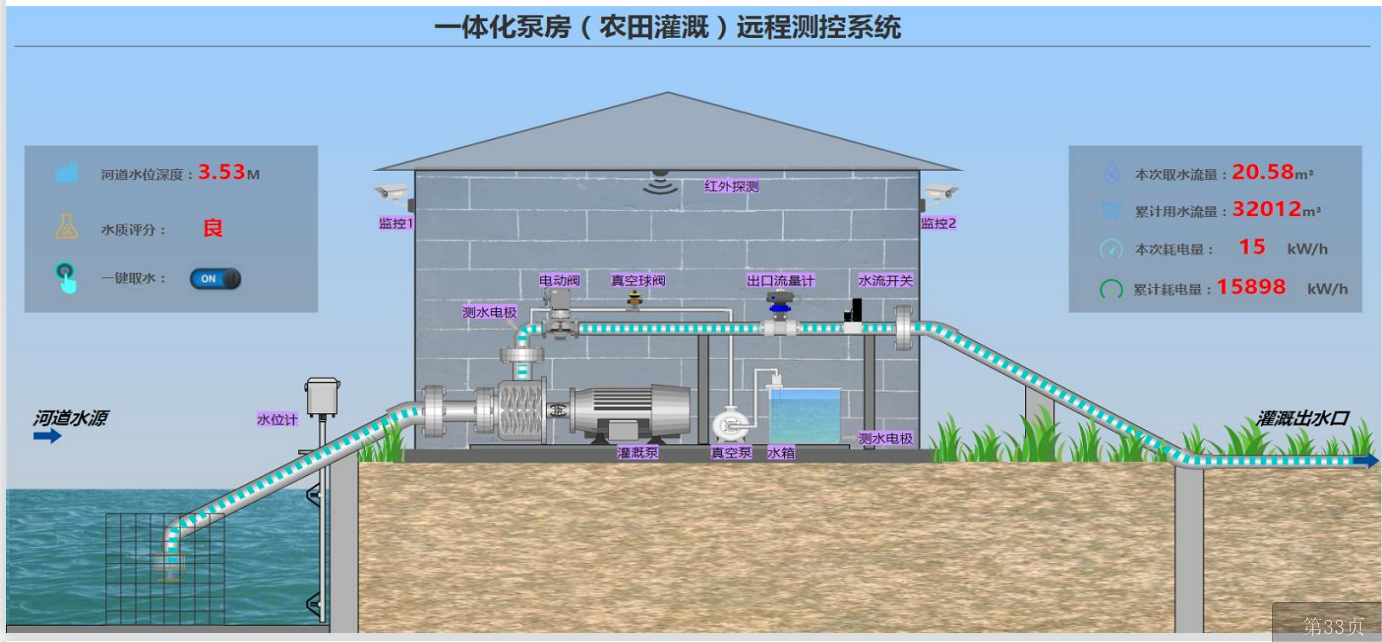 一体化泵房（农田灌溉）远程测控系统
河道水位深度：3.53M
水质评分： 良
一键取水： ON
本次取水流量：20.58m³
累计用水流量：32012m³
本次耗电量： 15 kW/h
累计耗电量：15898 kW/h
红外探测
监控1
监控2
电动阀
真空球阀
出口流量计
水流开关
测水电极
河道水源
水位计
灌溉出水口
测水电极
灌溉泵
真空泵
水箱
第33页